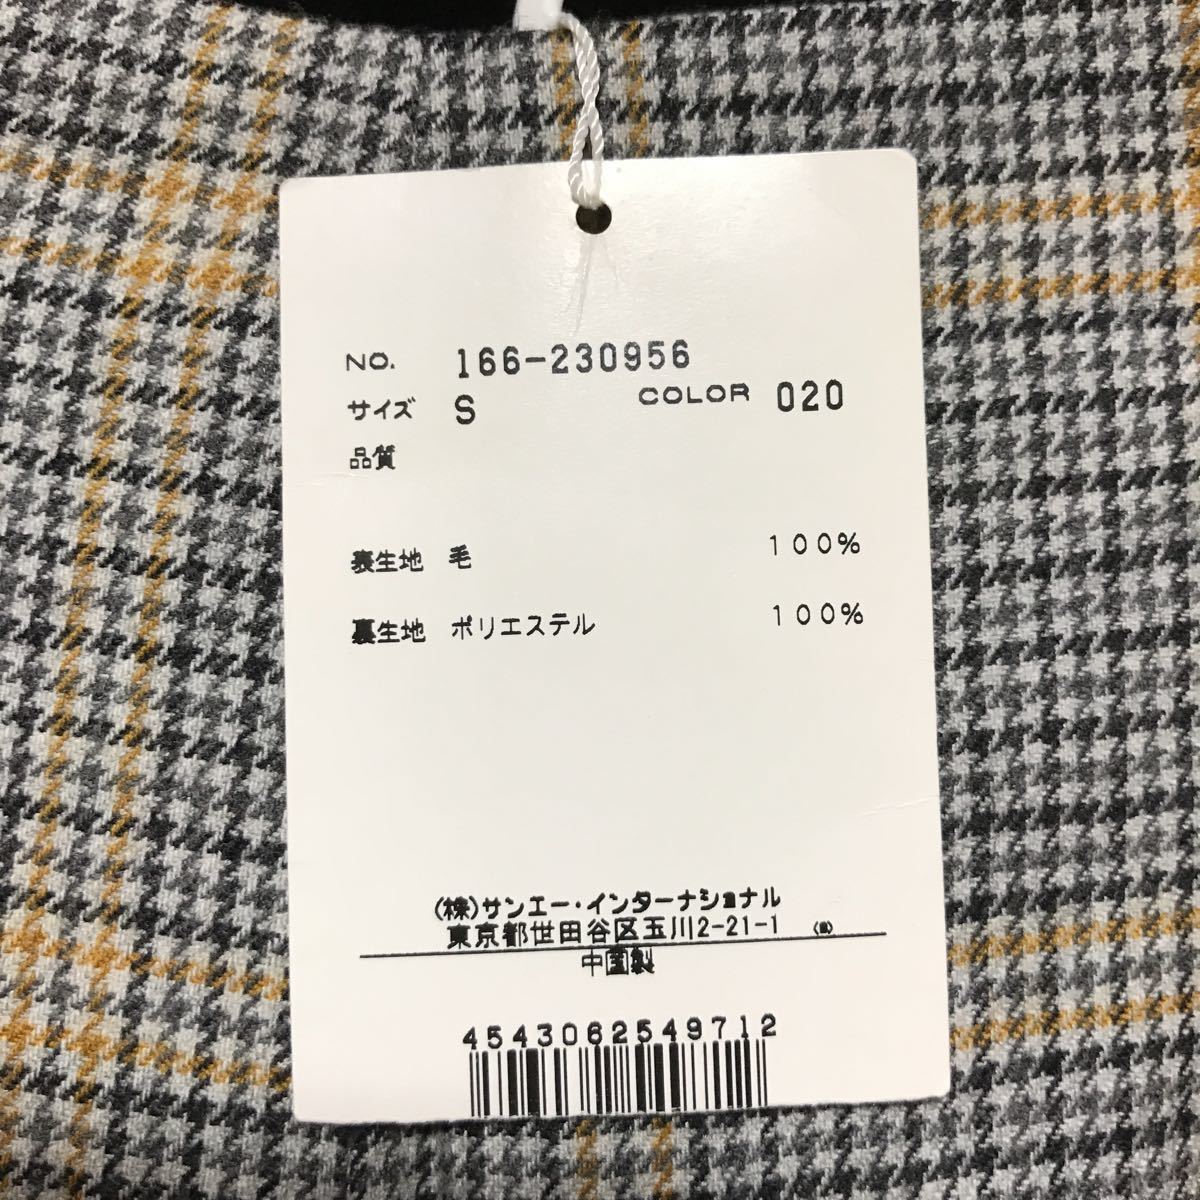 NO. 166-230956
サイズ S COLOR 020
品質
表生地 毛 100%
裏生地 ポリエステル 100%
(株)サンエー・インターナショナル
東京都世田谷区玉川2-21-1
中国製
4543062549712